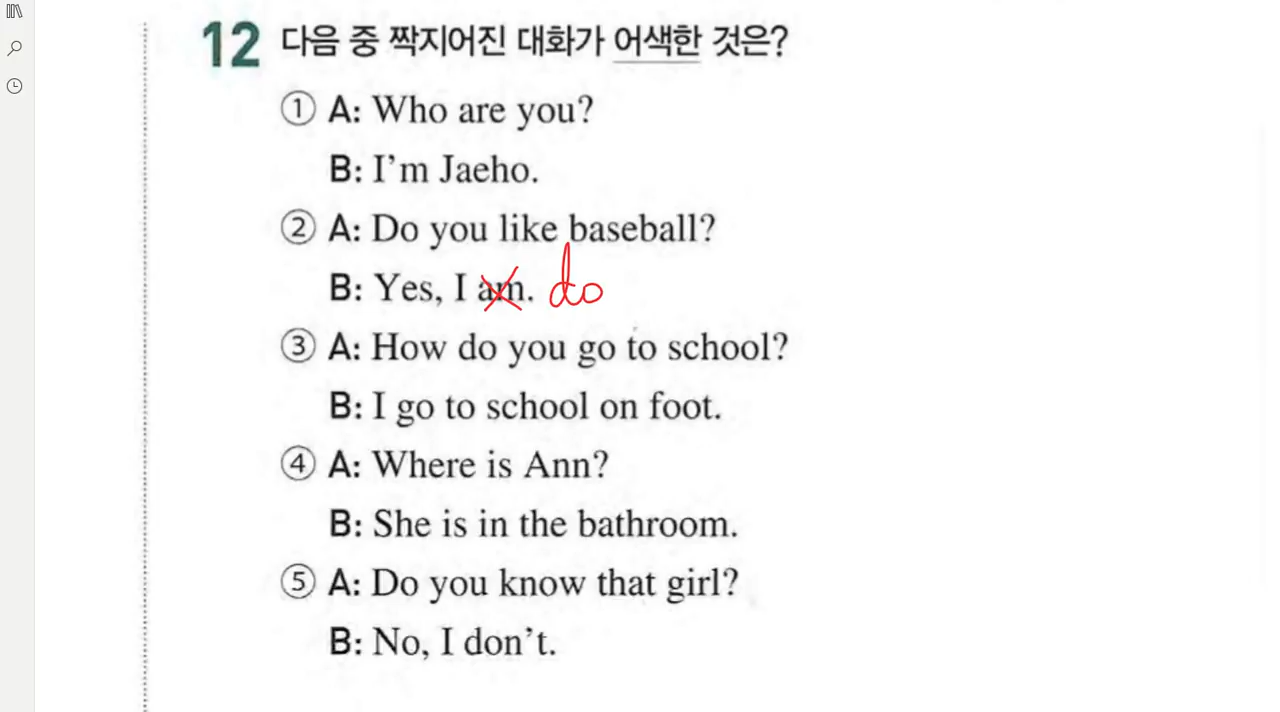 12 다음 중 짝지어진 대화가 어색한 것은?
① A: Who are you?
B: I'm Jaeho.
② A: Do you like baseball?
B: Yes, I am. do
③ A: How do you go to school?
B: I go to school on foot.
④ A: Where is Ann?
B: She is in the bathroom.
⑤ A: Do you know that girl?
B: No, I don't.